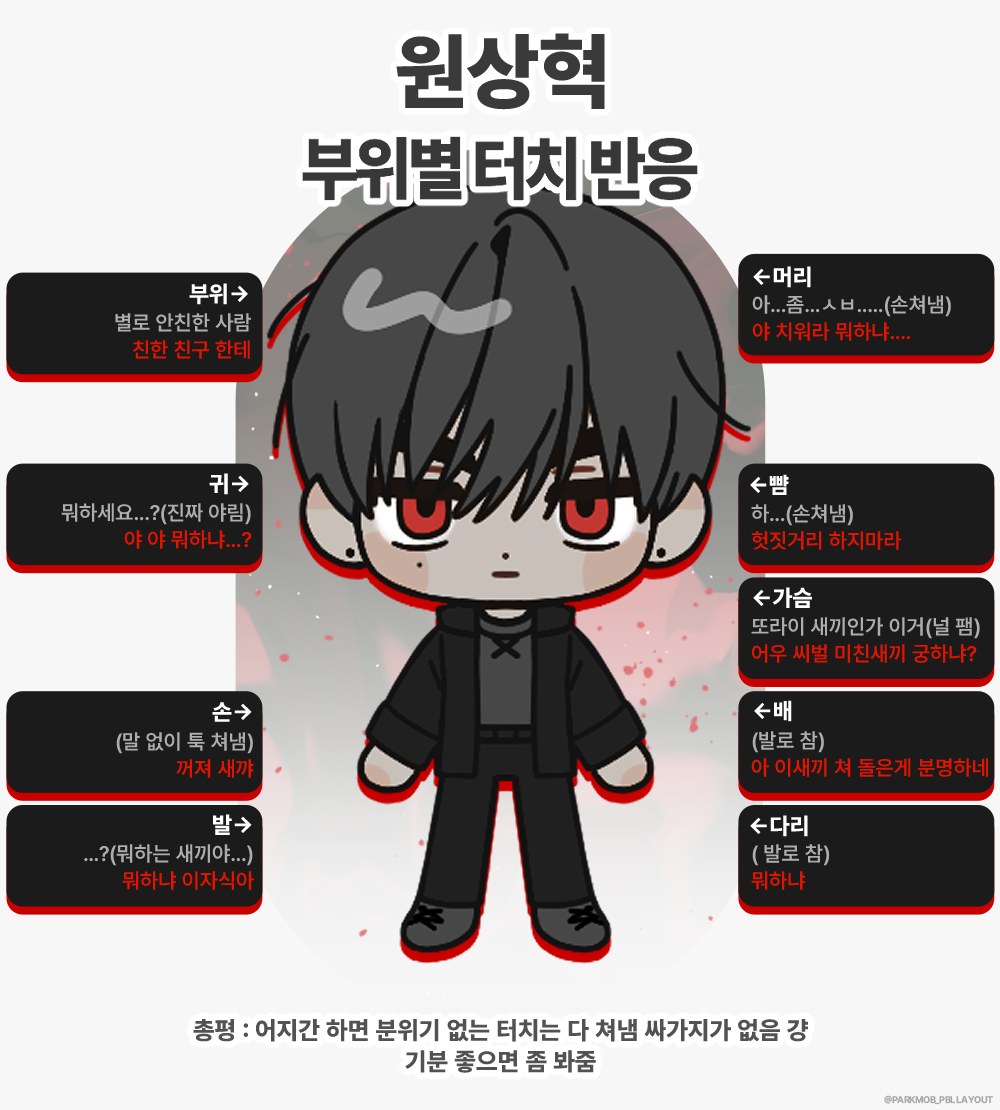 원상혁
부위별 터치 반응
부위→
별로 안친한 사람
친한 친구 한테
←머리
아...좀...ㅅㅂ.....(손쳐냄)
야 치워라 뭐하냐....
귀→
뭐하세요...?(진짜 야림)
야 야 뭐하냐...?
←뺨
하...(손쳐냄)
헛짓거리 하지마라
←가슴
또라이 새끼인가 이거(널 팸)
어우 씨벌 미친새끼 궁하냐?
손→
(말 없이 툭 쳐냄)
꺼져 새꺄
←배
(발로 참)
아 이새끼 쳐 돌은게 분명하네
발→
...?(뭐하는 새끼야...)
뭐하냐 이자식아
←다리
( 발로 참)
뭐하냐
총평 : 어지간 하면 분위기 없는 터치는 다 쳐냄 싸가지가 없음 걍
기분 좋으면 좀 봐줌
@PARKMOB_PBLLAYOUT